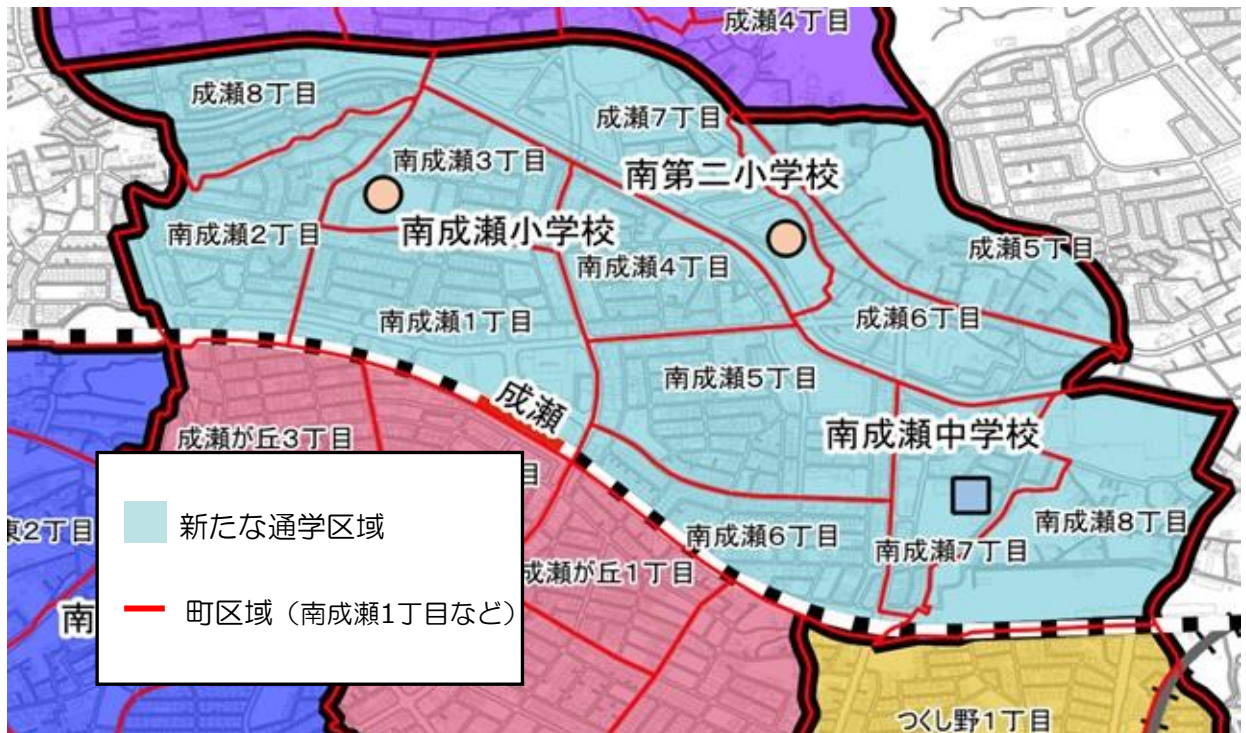 成瀬4丁目
成瀬8丁目
成瀬7丁目
南成瀬3丁目
南第二小学校
南成瀬2丁目
南成瀬小学校
成瀬5丁目
南成瀬4丁目
南成瀬1丁目
成瀬6丁目
成瀬
南成瀬5丁目
成瀬が丘3丁目
南成瀬中学校
目
新たな通学区域
東2丁目
南成瀬6丁目
南成瀬7丁目
南成瀬8丁目
成瀬が丘1丁目
町区域（南成瀬1丁目など）
南
つくし野1丁目